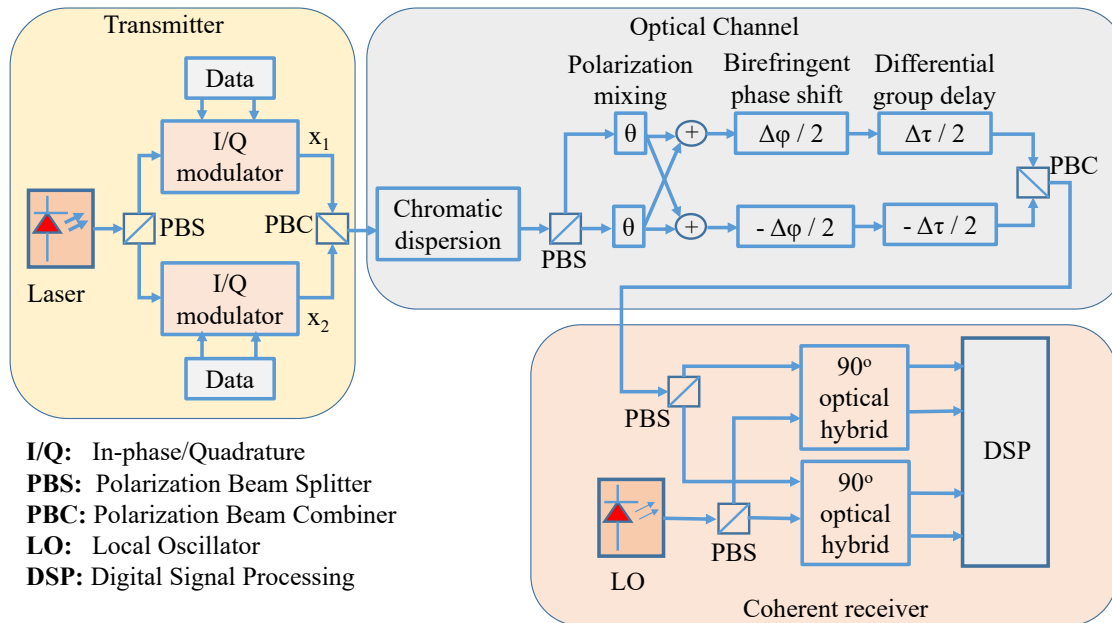 Transmitter
Data
I/Q
modulator
x1
PBS
PBC
Laser
I/Q
modulator
x2
Data
Optical Channel
Polarization
mixing
Birefringent
phase shift
Differential
group delay
θ
+
Δφ / 2
Δτ / 2
PBC
Chromatic
dispersion
PBS
θ
+
- Δφ / 2
- Δτ / 2
PBS
90o
optical
hybrid
90o
optical
hybrid
DSP
PBS
LO
Coherent receiver
I/Q: In-phase/Quadrature
PBS: Polarization Beam Splitter
PBC: Polarization Beam Combiner
LO: Local Oscillator
DSP: Digital Signal Processing